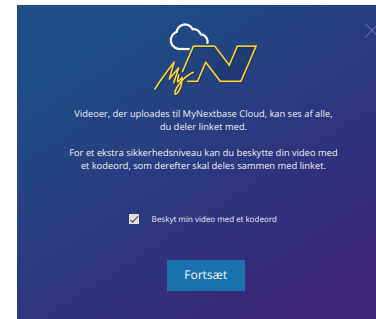 My N
Videoer, der uploades til MyNextbase Cloud, kan ses af alle,
du deler linket med.
For et ekstra sikkerhedsniveau kan du beskytte din video med
et kodeord, som derefter skal deles sammen med linket.
Beskyt min video med et kodeord
Fortsæt